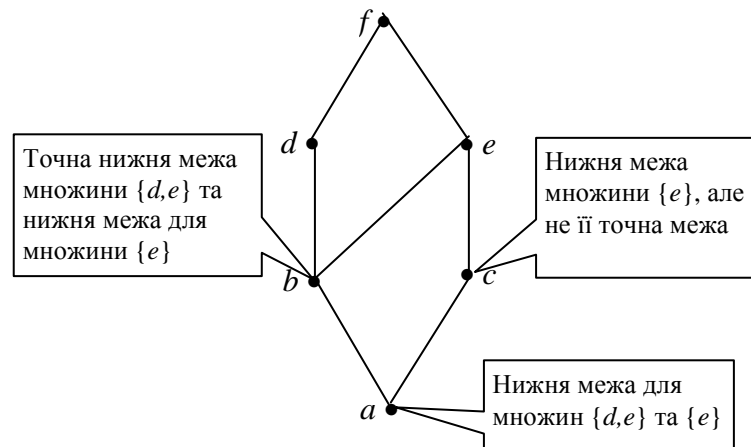 f
d
e
Точна нижня межа
множини {d,e} та
нижня межа для
множини {e}
Нижня межа
множини {e}, але
не її точна межа
b
c
Нижня межа для
множин {d,e} та {e}
a